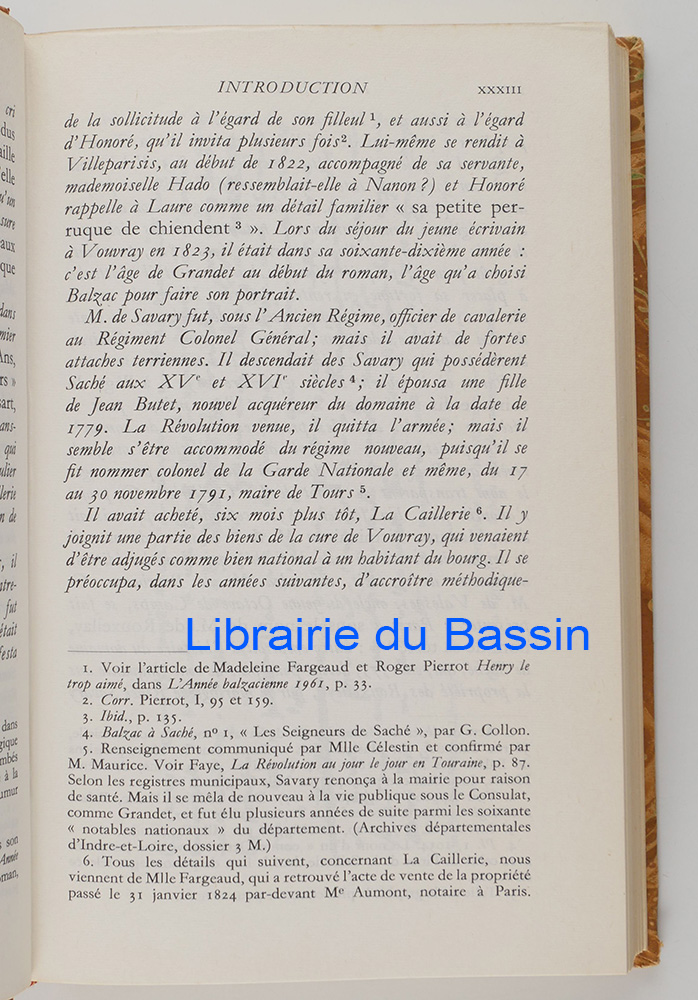 INTRODUCTION XXXIII
de la sollicitude à l'égard de son filleul ¹, et aussi à l'égard
d'Honoré, qu'il invita plusieurs fois². Lui-même se rendit à
Villeparisis, au début de 1822, accompagné de sa servante,
mademoiselle Hado (ressemblait-elle à Nanon ?) et Honoré
rappelle à Laure comme un détail familier « sa petite per-
ruque de chiendent ³ ». Lors du séjour du jeune écrivain
à Vouvray en 1823, il était dans sa soixante-dixième année :
c'est l'âge de Grandet au début du roman, l'âge qu'a choisi
Balzac pour faire son portrait.
M. de Savary fut, sous l'Ancien Régime, officier de cavalerie
au Régiment Colonel Général; mais il avait de fortes
attaches terriennes. Il descendait des Savary qui possédèrent
Saché aux XVᵉ et XVIᵉ siècles ⁴; il épousa une fille
de Jean Butet, nouvel acquéreur du domaine à la date de
1779. La Révolution venue, il quitta l'armée; mais il
semble s'être accommodé du régime nouveau, puisqu'il se
fit nommer colonel de la Garde Nationale et même, du 17
au 30 novembre 1791, maire de Tours ⁵.
Il avait acheté, six mois plus tôt, La Caillerie ⁶. Il y
joignit une partie des biens de la cure de Vouvray, qui venaient
d'être adjugés comme bien national à un habitant du bourg. Il se
préoccupa, dans les années suivantes, d'accroître méthodique-
Librairie du Bassin
1. Voir l'article de Madeleine Fargeaud et Roger Pierrot Henry le
trop aimé, dans L'Année balzacienne 1961, p. 33.
2. Corr. Pierrot, I, 95 et 159.
3. Ibid., p. 135.
4. Balzac à Saché, nº 1, « Les Seigneurs de Saché », par G. Collon.
5. Renseignement communiqué par Mlle Célestin et confirmé par
M. Maurice. Voir Faye, La Révolution au jour le jour en Touraine, p. 87.
Selon les registres municipaux, Savary renonça à la mairie pour raison
de santé. Mais il se mêla de nouveau à la vie publique sous le Consulat,
comme Grandet, et fut élu plusieurs années de suite parmi les soixante
« notables nationaux » du département. (Archives départementales
d'Indre-et-Loire, dossier 3 M.)
6. Tous les détails qui suivent, concernant La Caillerie, nous
viennent de Mlle Fargeaud, qui a retrouvé l'acte de vente de la propriété
passé le 31 janvier 1824 par-devant Mᵉ Aumont, notaire à Paris.